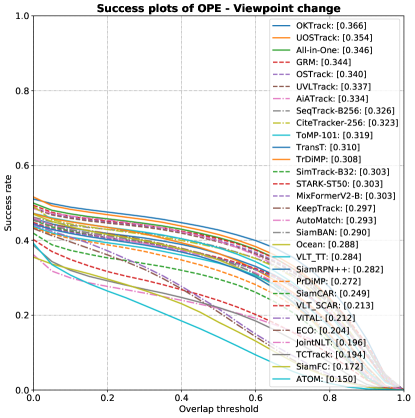 Success plots of OPE - Viewpoint change
OKTrack: [0.366]
UOSTrack: [0.354]
All-in-One: [0.346]
GRM: [0.344]
OSTrack: [0.340]
UVLTrack: [0.337]
AiATrack: [0.334]
SeqTrack-B256: [0.326]
CiteTracker-256: [0.323]
ToMP-101: [0.319]
TransT: [0.310]
TrDiMP: [0.308]
SimTrack-B32: [0.303]
STARK-ST50: [0.303]
MixFormerV2-B: [0.303]
KeepTrack: [0.297]
AutoMatch: [0.293]
SiamBAN: [0.290]
Ocean: [0.288]
VLT_TT: [0.284]
SiamRPN++: [0.282]
PrDiMP: [0.272]
SiamCAR: [0.249]
VLT_SCAR: [0.213]
VITAL: [0.212]
ECO: [0.204]
JointNLT: [0.196]
TCTrack: [0.194]
SiamFC: [0.172]
ATOM: [0.150]
Success rate
1.0
0.8
0.6
0.4
0.2
0.0
0.0 0.2 0.4 0.6 0.8 1.0
Overlap threshold